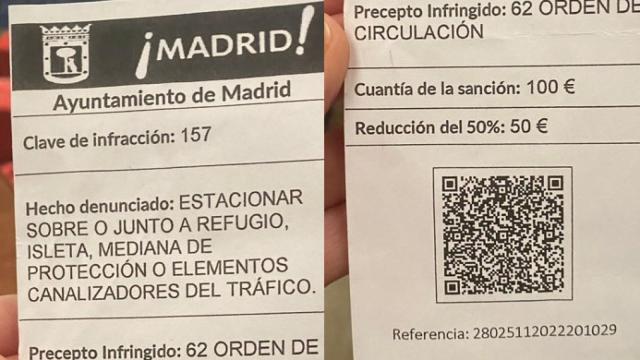 ¡MADRID!
Ayuntamiento de Madrid
Clave de infracción: 157
Hecho denunciado: ESTACIONAR
SOBRE O JUNTO A REFUGIO,
ISLETA, MEDIANA DE
PROTECCIÓN O ELEMENTOS
CANALIZADORES DEL TRÁFICO.
Precepto Infringido: 62 ORDEN DE
Precepto Infringido: 62 ORDEN DE
CIRCULACIÓN
Cuantía de la sanción: 100 €
Reducción del 50%: 50 €
Referencia: 28025112022201029